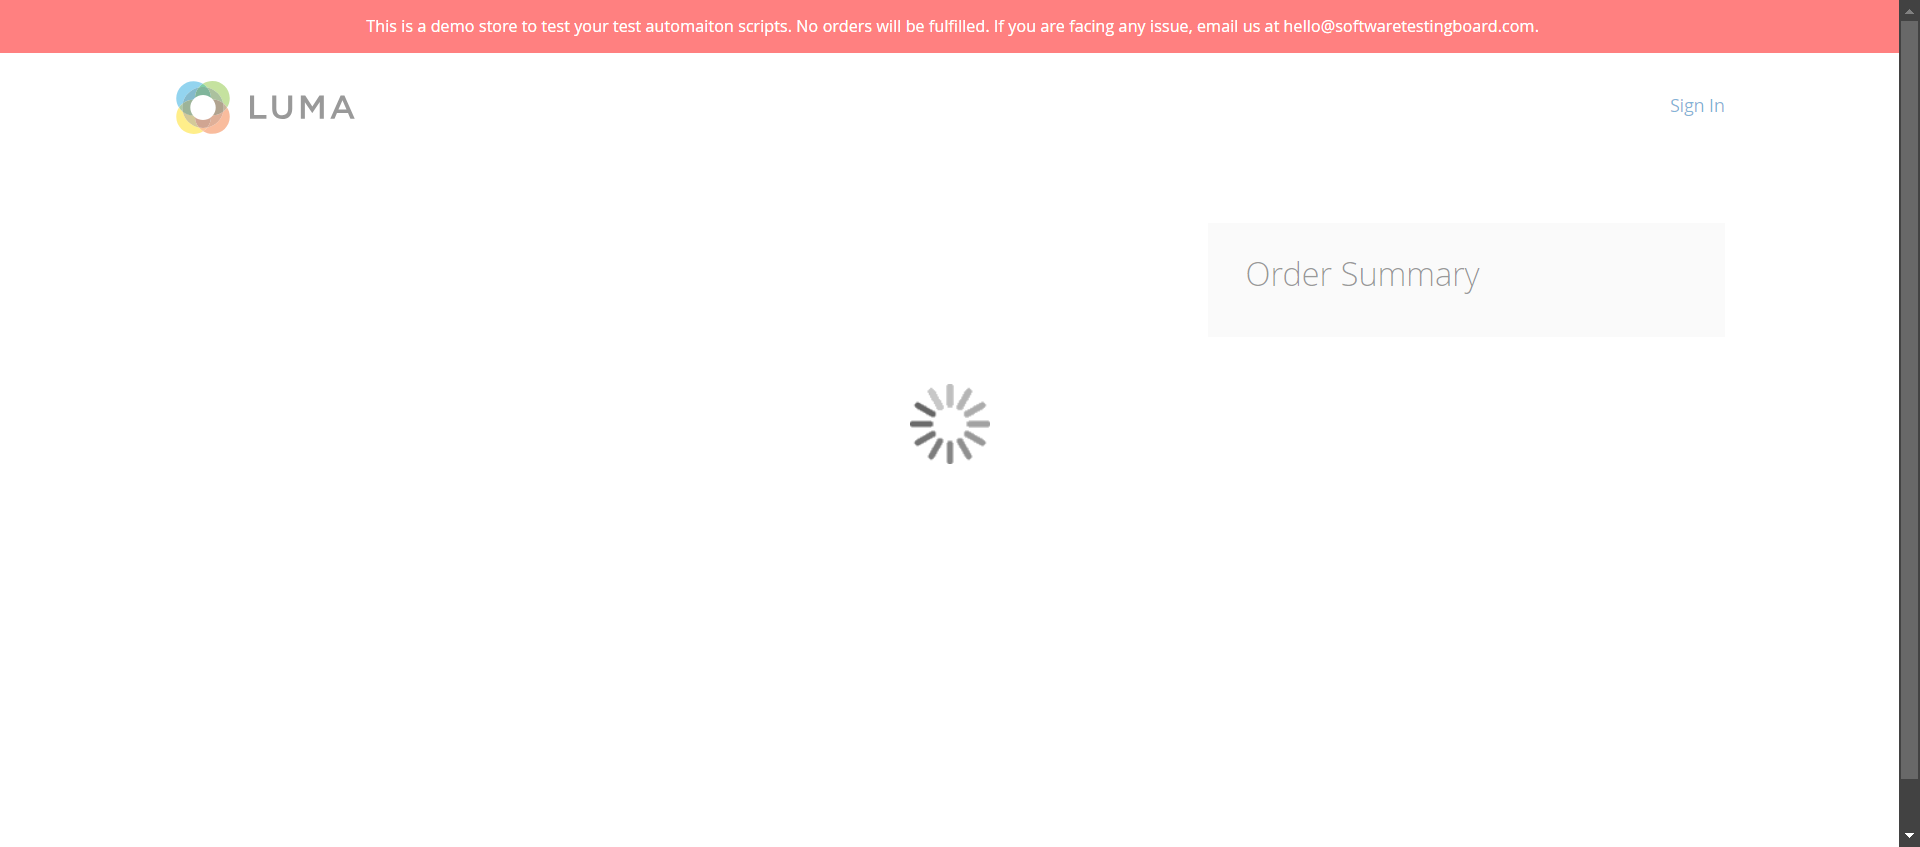 This is a demo store to test your test automaiton scripts. No orders will be fulfilled. If you are facing any issue, email us at hello@softwaretestingboard.com.
LUMA
Sign In
Order Summary